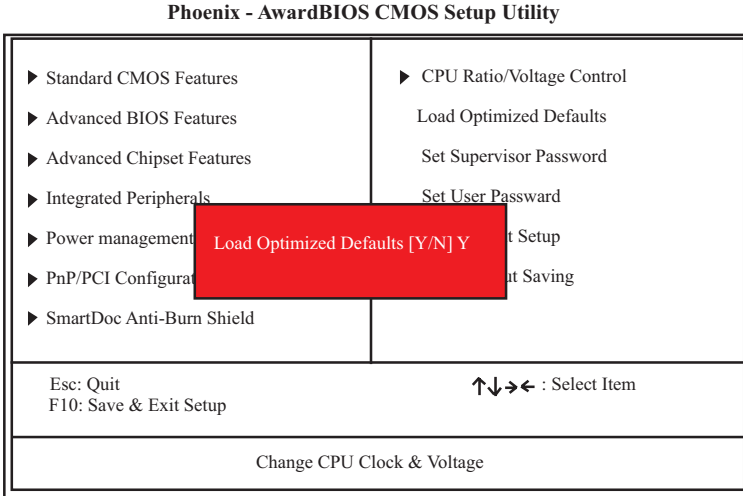 Phoenix - AwardBIOS CMOS Setup Utility
Standard CMOS Features
Advanced BIOS Features
Advanced Chipset Features
Integrated Peripherals
Power management
PnP/PCI
SmartDoc Anti-Burn Shield
CPU Ratio/Voltage Control
Load Optimized Defaults
Set Supervisor Password
Set User Passward
Setup
Saving
Load Optimized Defaults [Y/N] Y
Esc: Quit
F10: Save & Exit Setup
↑↓→← : Select Item
Change CPU Clock & Voltage